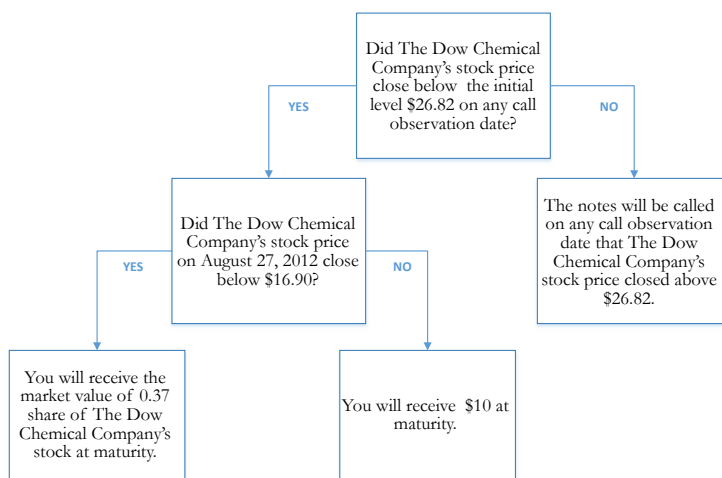 Did The Dow Chemical
Company's stock price
close below the initial
level $26.82 on any call
observation date?
YES
NO
Did The Dow Chemical
Company's stock price
on August 27, 2012 close
below $16.90?
The notes will be called
on any call observation
date that The Dow
Chemical Company's
stock price closed above
$26.82.
YES
NO
You will receive the
market value of 0.37
share of The Dow
Chemical Company's
stock at maturity.
You will receive $10 at
maturity.